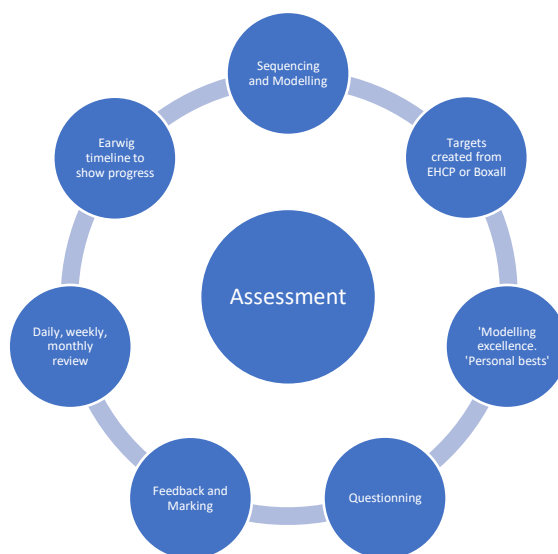 Sequencing
and Modelling
Targets
created from
EHCP or Boxall
'Modelling
excellence.
'Personal bests'
Questionning
Feedback and
Marking
Daily, weekly,
monthly
review
Earwig
timeline to
show progress
Assessment